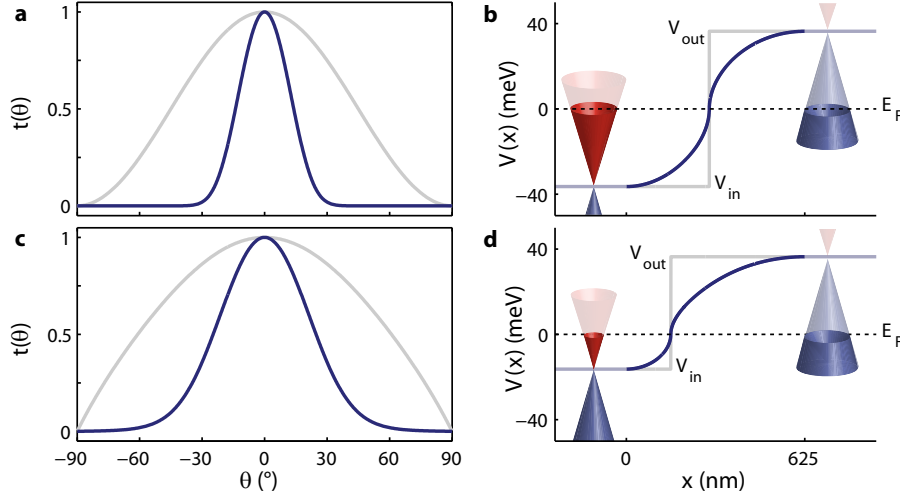 a
t(θ)
1
0.5
0
b
V(x) (meV)
40
0
−40
V out
V in
E F
c
t(θ)
1
0.5
0
−90
−60
−30
0
30
60
90
θ (°)
d
V(x) (meV)
40
0
−40
V out
V in
E F
0
625
x (nm)